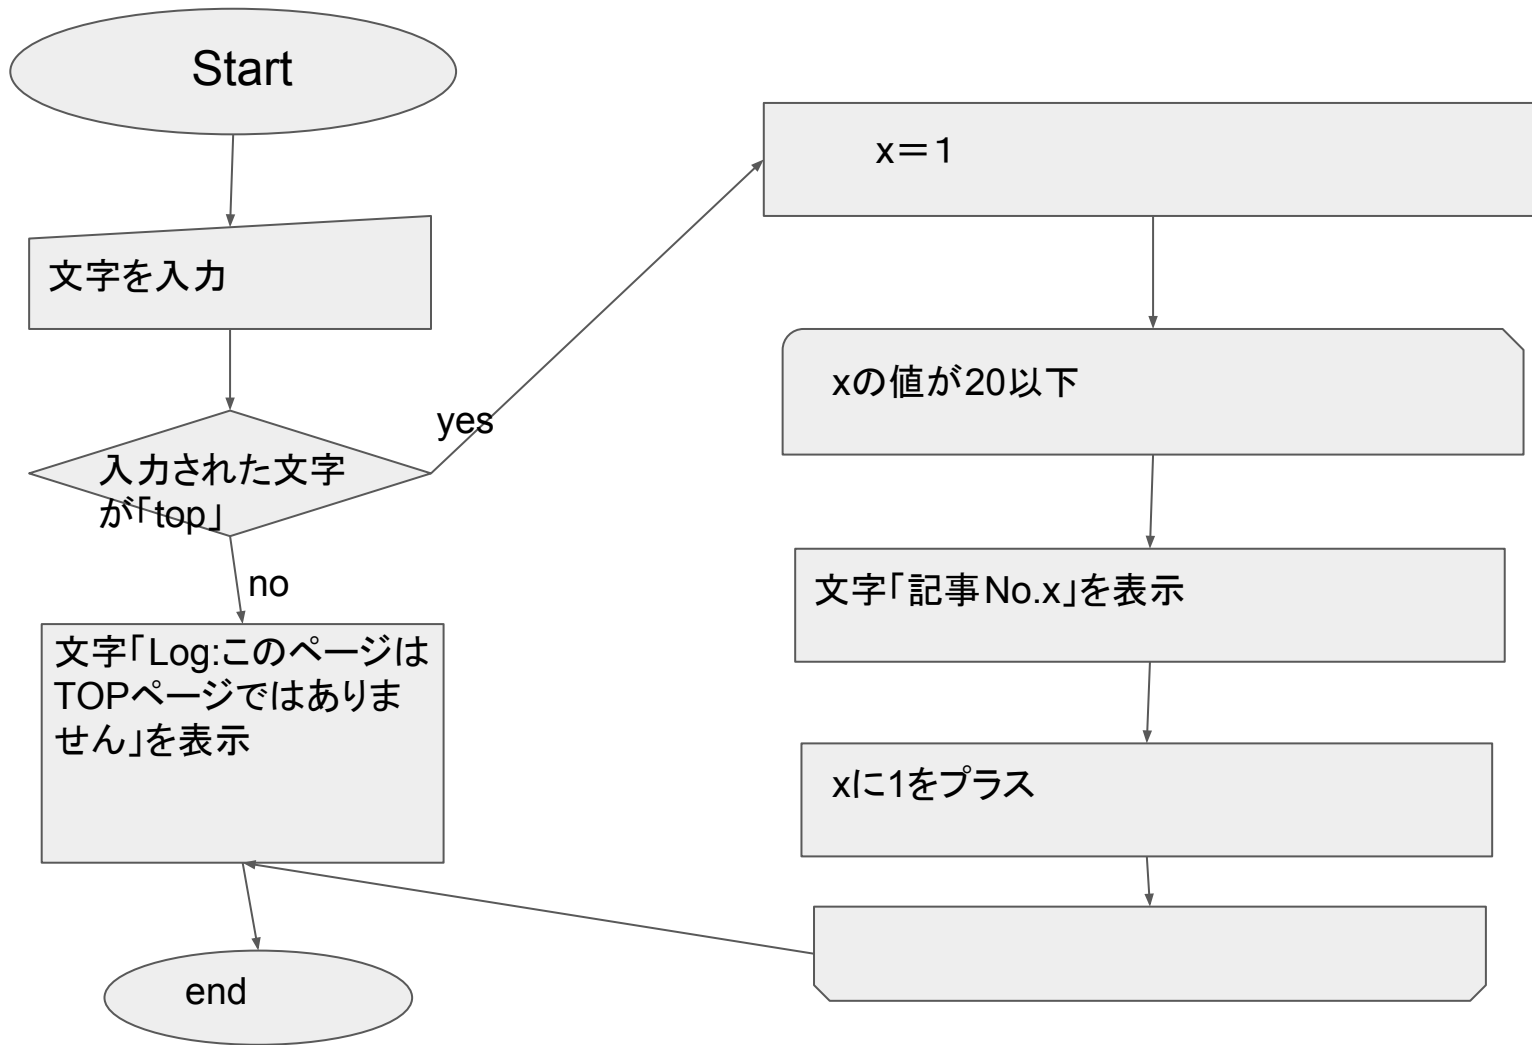 Start
文字を入力
入力された文字
が「top」
yes
no
文字「Log:このページは
TOPページではありま
せん」を表示
end
x＝１
xの値が20以下
文字「記事No.x」を表示
xに1をプラス